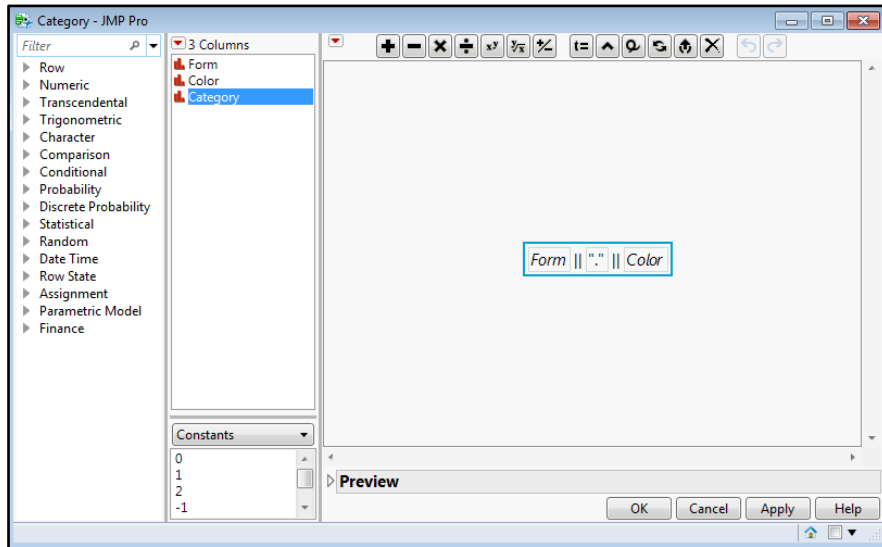 Category - JMP Pro
Filter
Row
Numeric
Transcendental
Trigonometric
Character
Comparison
Conditional
Probability
Discrete Probability
Statistical
Random
Date Time
Row State
Assignment
Parametric Model
Finance
3 Columns
Form
Color
Category
Constants
0
1
2
-1
xʸ ʸ√x +/- t=
Form || "." || Color
Preview
OK Cancel Apply Help